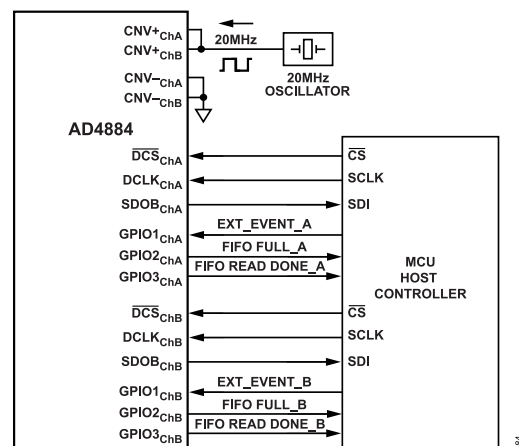 CNV+ChA
CNV+ChB
20MHz
20MHz
OSCILLATOR
CNV–ChA
CNV–ChB
AD4884
DCSChA
CS
DCLKChA
SCLK
SDOBChA
SDI
GPIO1ChA
EXT_EVENT_A
GPIO2ChA
FIFO FULL_A
GPIO3ChA
FIFO READ DONE_A
MCU
HOST
CONTROLLER
DCSChB
CS
DCLKChB
SCLK
SDOBChB
SDI
GPIO1ChB
EXT_EVENT_B
GPIO2ChB
FIFO FULL_B
GPIO3ChB
FIFO READ DONE_B